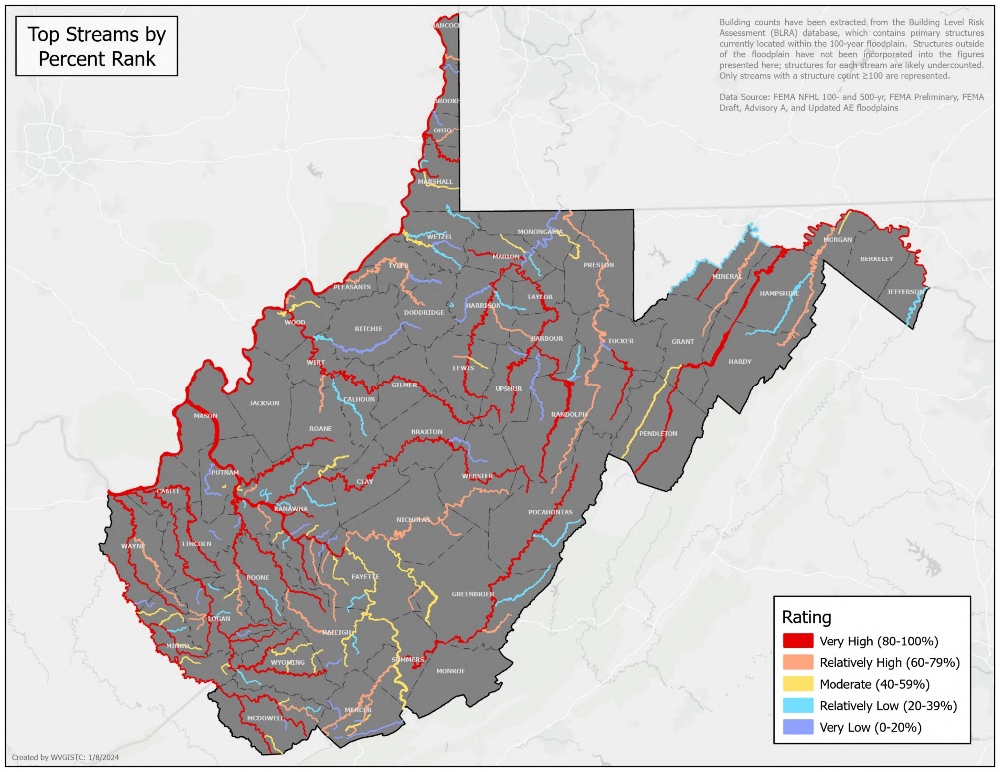 Top Streams by
Percent Rank
Building counts have been extracted from the Building Level Risk
Assessment (BLRA) database, which contains primary structures
currently located within the 100-year floodplain. Structures outside
of the floodplain have not been incorporated into the figures
presented here; structures for each stream are likely undercounted.
Only streams with a structure count ≥100 are represented.
Data Source: FEMA NFHL 100- and 500-yr, FEMA Preliminary, FEMA
Draft, Advisory A, and Updated AE floodplains
HANCOCK
BROOKE
OHIO
MARSHALL
WETZEL
MONONGALIA
MORGAN
MARION
BERKELEY
TYLER
PRESTON
MINERAL
PLEASANTS
JEFFERSON
HAMPSHIRE
TAYLOR
HARRISON
DODDRIDGE
WOOD
RITCHIE
BARBOUR
TUCKER
GRANT
HARDY
WIRT
LEWIS
GILMER
UPSHUR
CALHOUN
JACKSON
RANDOLPH
MASON
ROANE
BRAXTON
PENDLETON
PUTNAM
WEBSTER
CLAY
CABELL
KANAWHA
POCAHONTAS
NICHOLAS
LINCOLN
WAYNE
FAYETTE
BOONE
GREENBRIER
LOGAN
RALEIGH
MINGO
SUMMERS
WYOMING
MONROE
MERCER
MCDOWELL
Rating
Very High (80-100%)
Relatively High (60-79%)
Moderate (40-59%)
Relatively Low (20-39%)
Very Low (0-20%)
Created by WVGISTC: 1/8/2024